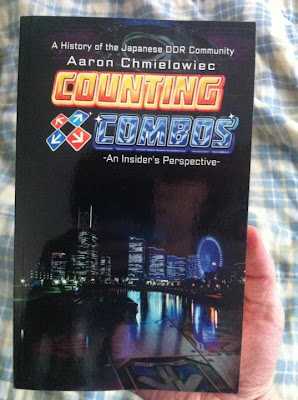 A History of the Japanese DDR Community
Aaron Chmielowiec
COUNTING
COMBOS
-An Insider's Perspective-